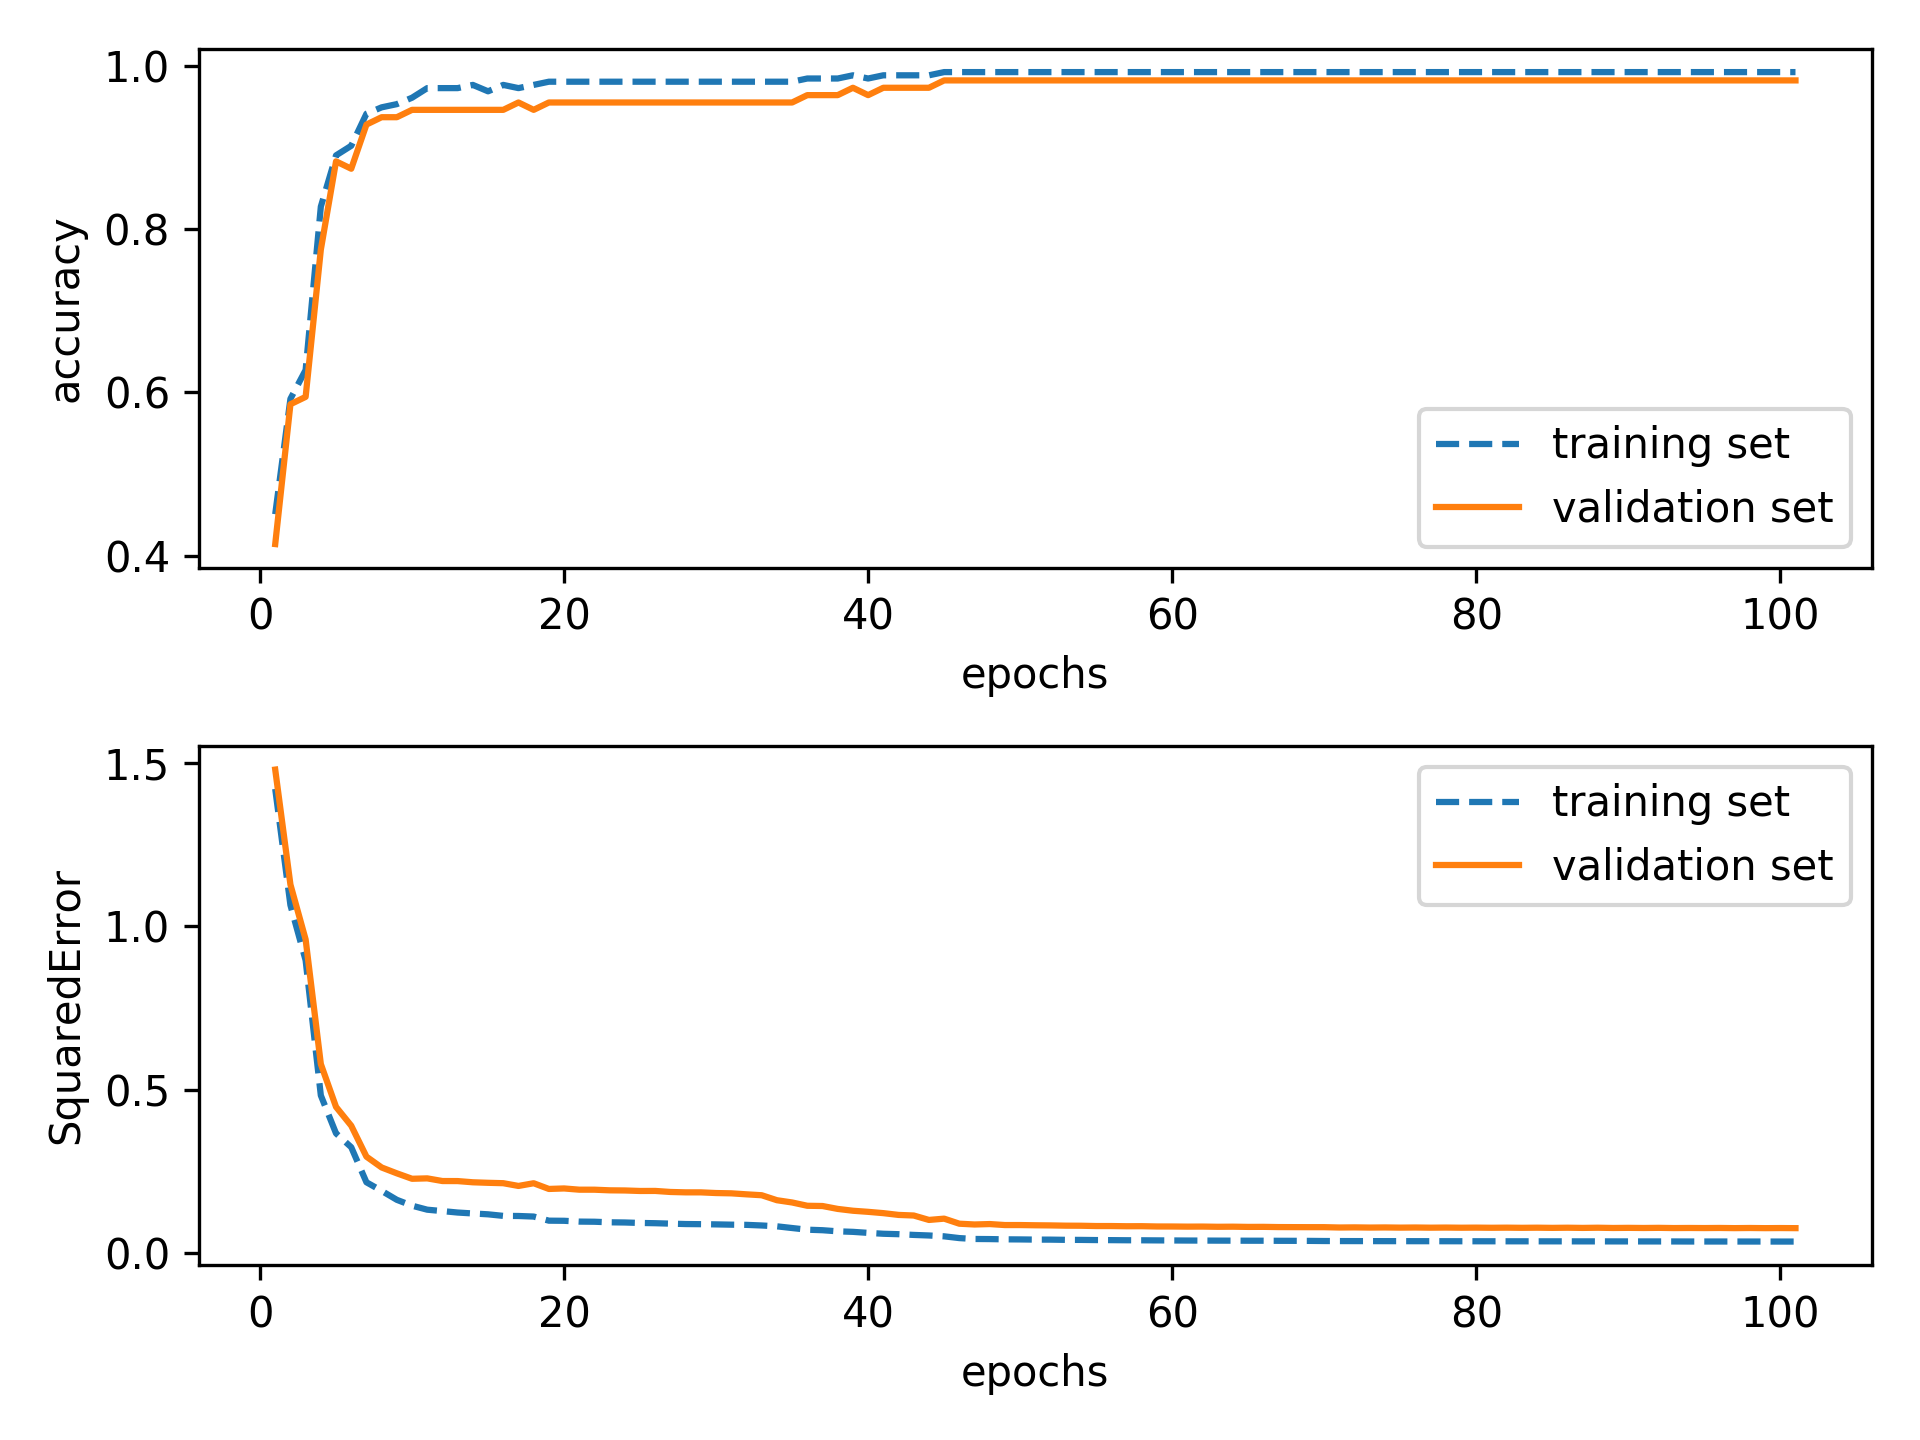 1.0
0.8
0.6
0.4
accuracy
training set
validation set
0 20 40 60 80 100
epochs
1.5
1.0
0.5
0.0
SquaredError
training set
validation set
0 20 40 60 80 100
epochs